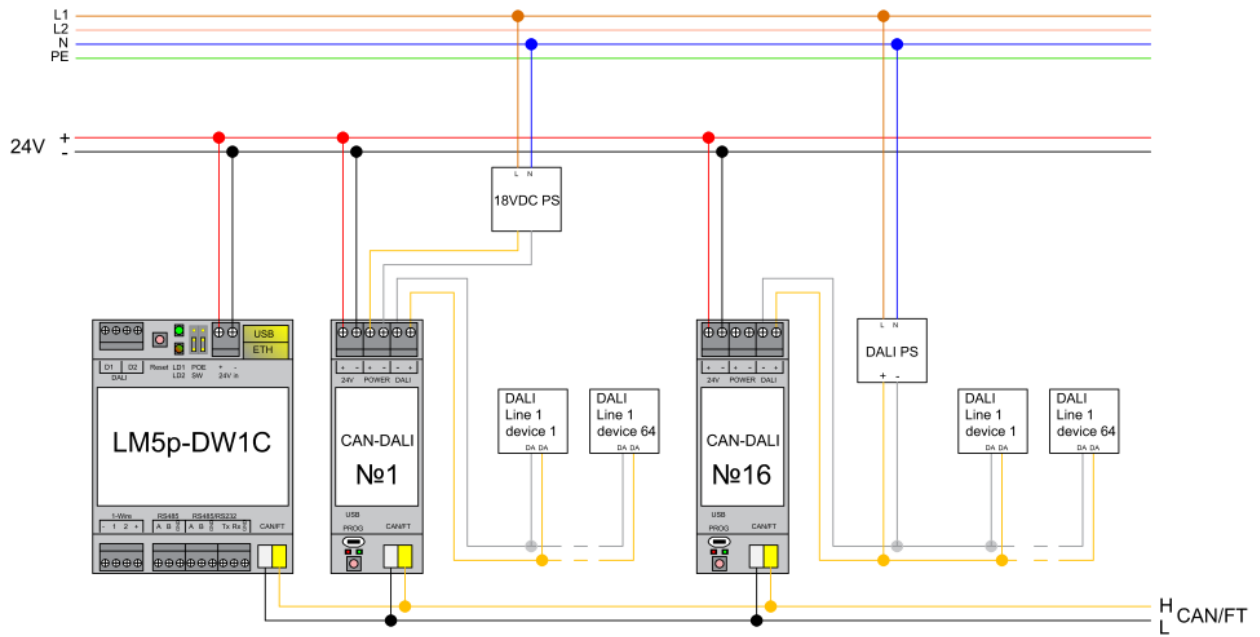 L1
L2
N
PE
24V
+
-
L N
18VDC PS
USB
ETH
D1 D2
DALI
Reset LD1 POE
LD2 SW
+ -
24V in
LM5p-DW1C
1-Wire
- 1 2 +
RS485
A B
RS485/RS232
A B Tx Rx
CAN/FT
+ - + - - +
24V POWER DALI
CAN-DALI
№1
USB
PROG
CAN/FT
DALI
Line 1
device 1
DA DA
DALI
Line 1
device 64
DA DA
+ - + - - +
24V POWER DALI
CAN-DALI
№16
USB
PROG
CAN/FT
L N
DALI PS
+ -
DALI
Line 1
device 1
DA DA
DALI
Line 1
device 64
DA DA
H
L
CAN/FT